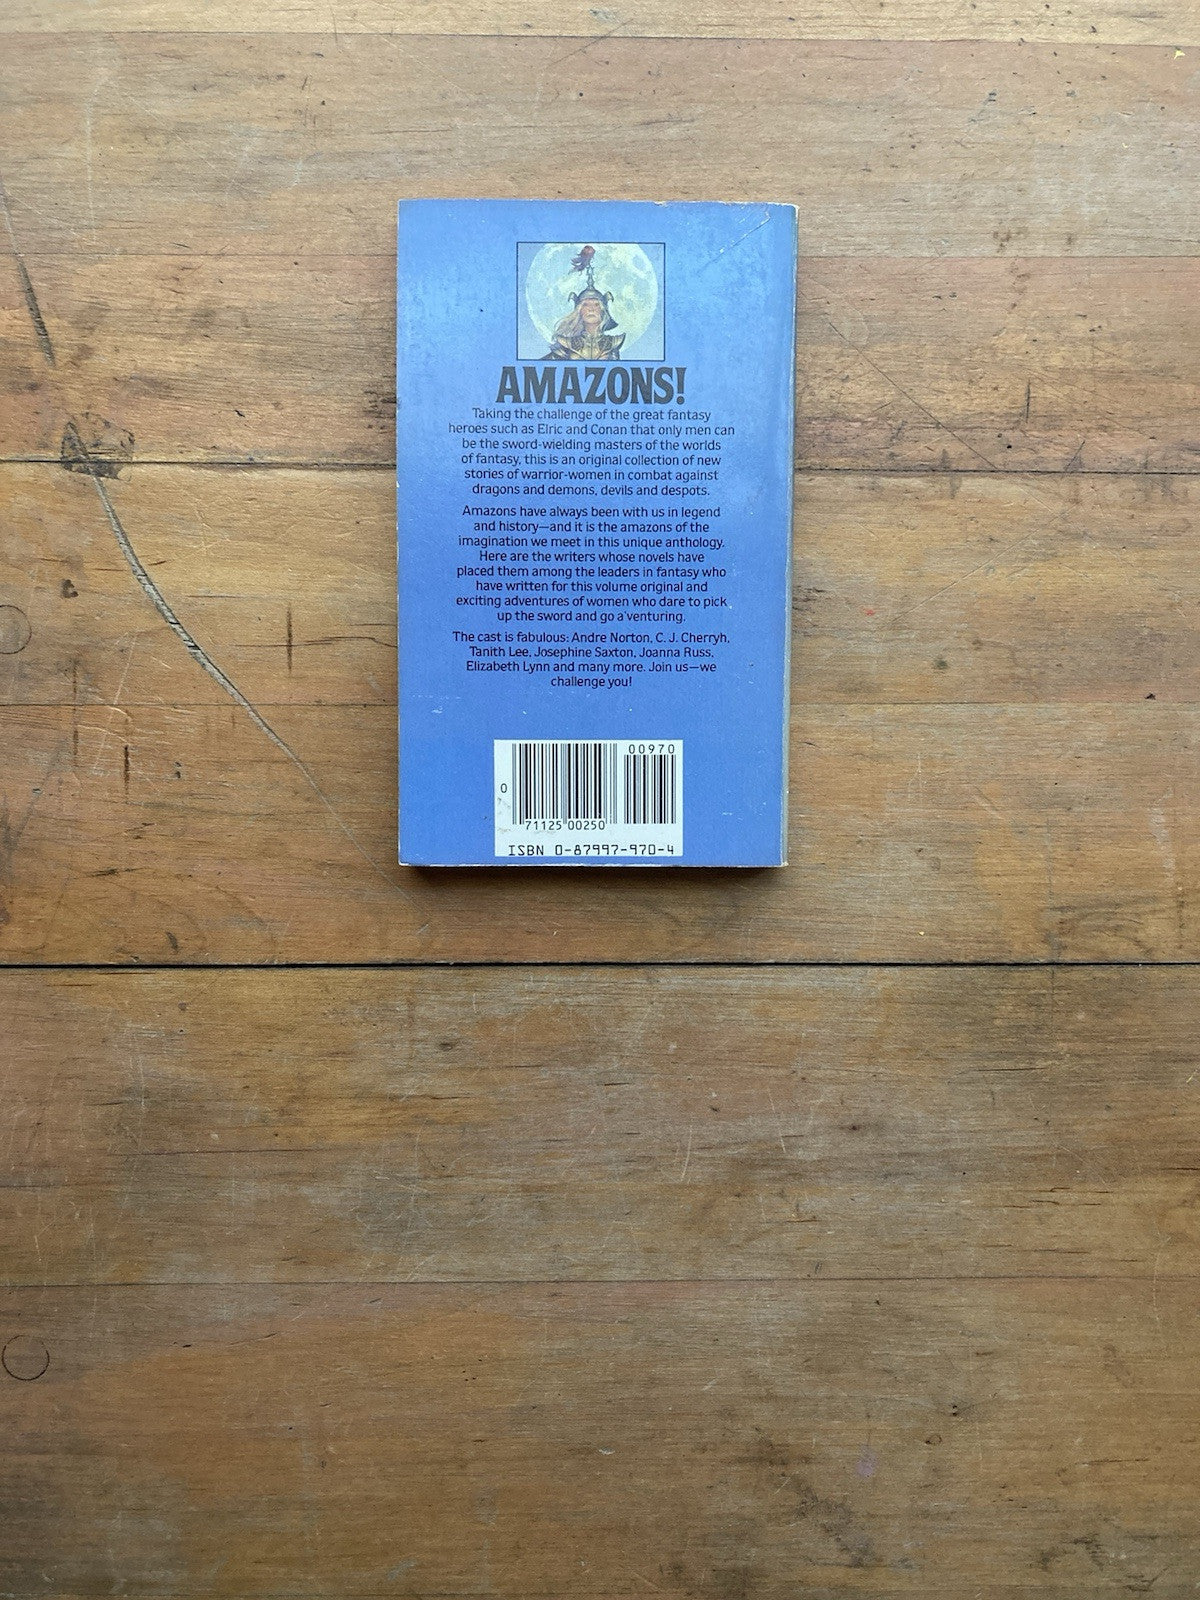 AMAZONS!
Taking the challenge of the great fantasy
heroes such as Elric and Conan that only men can
be the sword-wielding masters of the worlds
of fantasy, this is an original collection of new
stories of warrior-women in combat against
dragons and demons, devils and despots.
Amazons have always been with us in legend
and history—and it is the amazons of the
imagination we meet in this unique anthology.
Here are the writers whose novels have
placed them among the leaders in fantasy who
have written for this volume original and
exciting adventures of women who dare to pick
up the sword and go a'venturing.
The cast is fabulous: Andre Norton, C. J. Cherryh,
Tanith Lee, Josephine Saxton, Joanna Russ,
Elizabeth Lynn and many more. Join us—we
challenge you!
00970
0
71125 00250
ISBN 0-87997-970-4